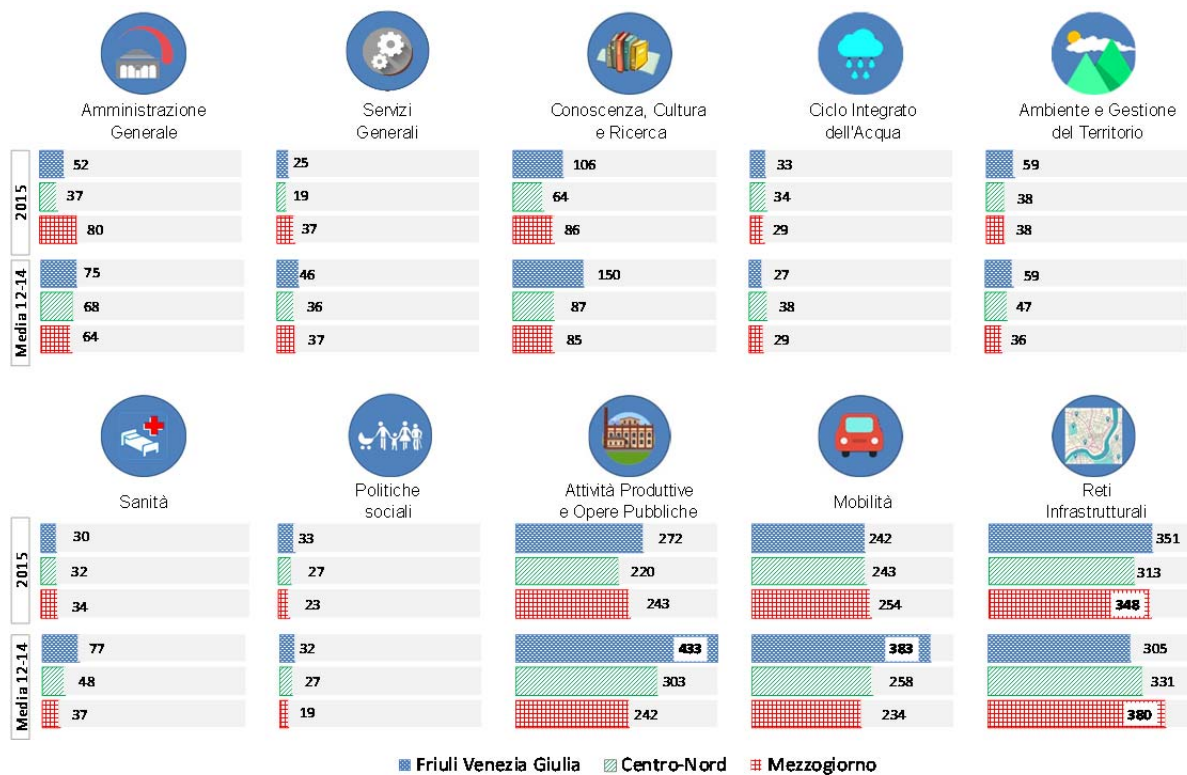 Amministrazione
Generale
Servizi
Generali
Conoscenza, Cultura
e Ricerca
Ciclo Integrato
dell'Acqua
Ambiente e Gestione
del Territorio
2015
52
37
80
25
19
37
106
64
86
33
34
29
59
38
38
Media 12-14
75
68
64
46
36
37
150
87
85
27
38
29
59
47
36
Sanità
Politiche
sociali
Attività Produttive
e Opere Pubbliche
Mobilità
Reti
Infrastrutturali
2015
30
32
34
33
27
23
272
220
243
242
243
254
351
313
348
Media 12-14
77
48
37
32
27
19
433
303
242
383
258
234
305
331
380
Friuli Venezia Giulia Centro-Nord Mezzogiorno